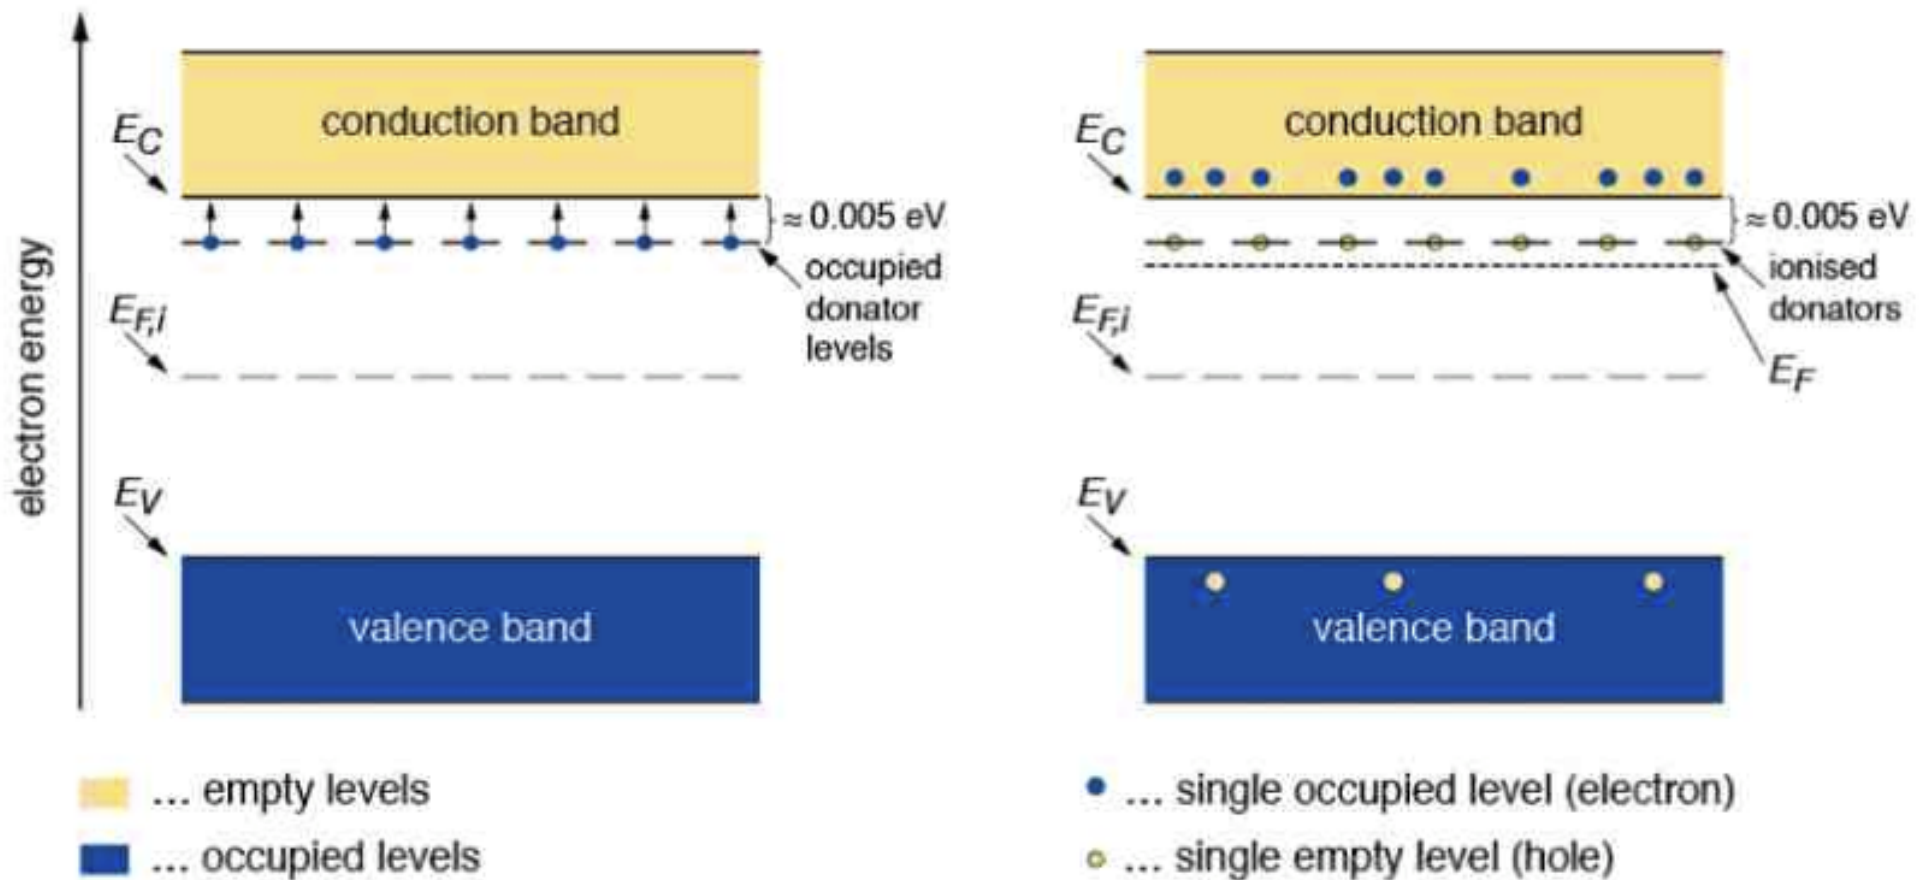 electron energy
conduction band
E_C
≈ 0.005 eV
occupied
donator
levels
E_F,i
E_V
valence band
conduction band
E_C
≈ 0.005 eV
ionised
donators
E_F,i
E_F
E_V
valence band
... empty levels
... occupied levels
... single occupied level (electron)
... single empty level (hole)